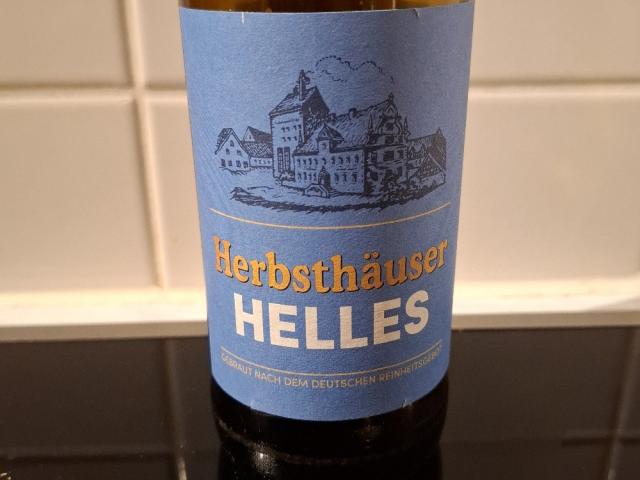 Herbsthäuser
HELLES
GEBRAUT NACH DEM DEUTSCHEN REINHEITSGEBOT